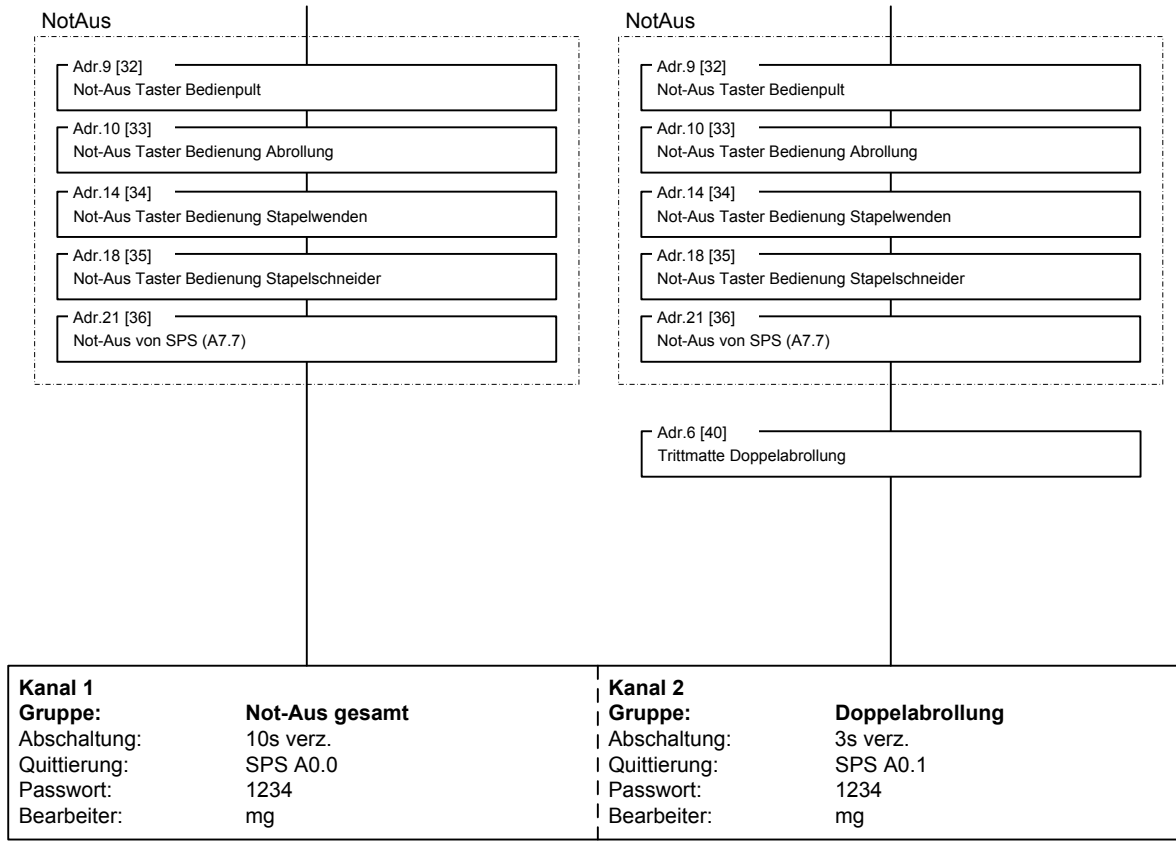 NotAus
Adr.9 [32]
Not-Aus Taster Bedienpult
Adr.10 [33]
Not-Aus Taster Bedienung Abrollung
Adr.14 [34]
Not-Aus Taster Bedienung Stapelwenden
Adr.18 [35]
Not-Aus Taster Bedienung Stapelschneider
Adr.21 [36]
Not-Aus von SPS (A7.7)
NotAus
Adr.9 [32]
Not-Aus Taster Bedienpult
Adr.10 [33]
Not-Aus Taster Bedienung Abrollung
Adr.14 [34]
Not-Aus Taster Bedienung Stapelwenden
Adr.18 [35]
Not-Aus Taster Bedienung Stapelschneider
Adr.21 [36]
Not-Aus von SPS (A7.7)
Adr.6 [40]
Trittmatte Doppelabrollung
Kanal 1
Gruppe: Not-Aus gesamt
Abschaltung: 10s verz.
Quittierung: SPS A0.0
Passwort: 1234
Bearbeiter: mg
Kanal 2
Gruppe: Doppelabrollung
Abschaltung: 3s verz.
Quittierung: SPS A0.1
Passwort: 1234
Bearbeiter: mg